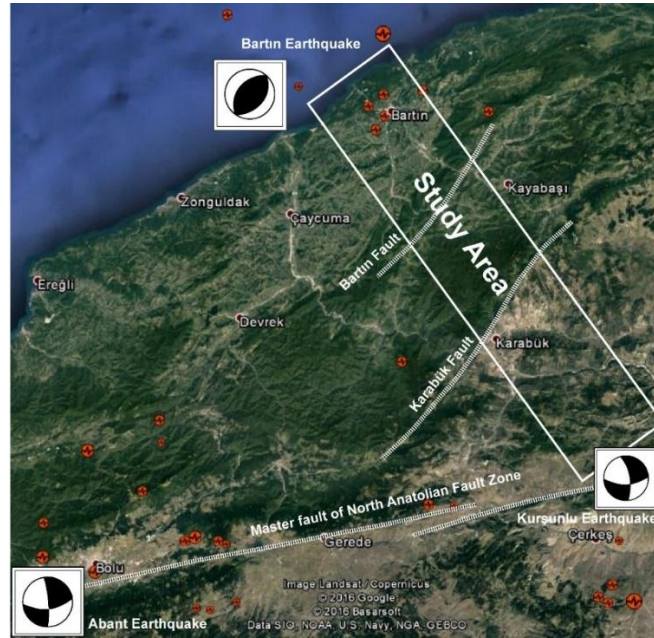 Bartın Earthquake
Bartın
Zonguldak
Çaycuma
Kayabaşı
Study Area
Bartın Fault
Ereğli
Devrek
Karabük
Karabük Fault
Master fault of North Anatolian Fault Zone
Kurşunlu Earthquake
Çerkeş
Gerede
Bolu
Image Landsat / Copernicus
© 2016 Google
© 2016 Basarsoft
Abant Earthquake
Data SIO, NOAA, U.S. Navy, NGA, GEBCO